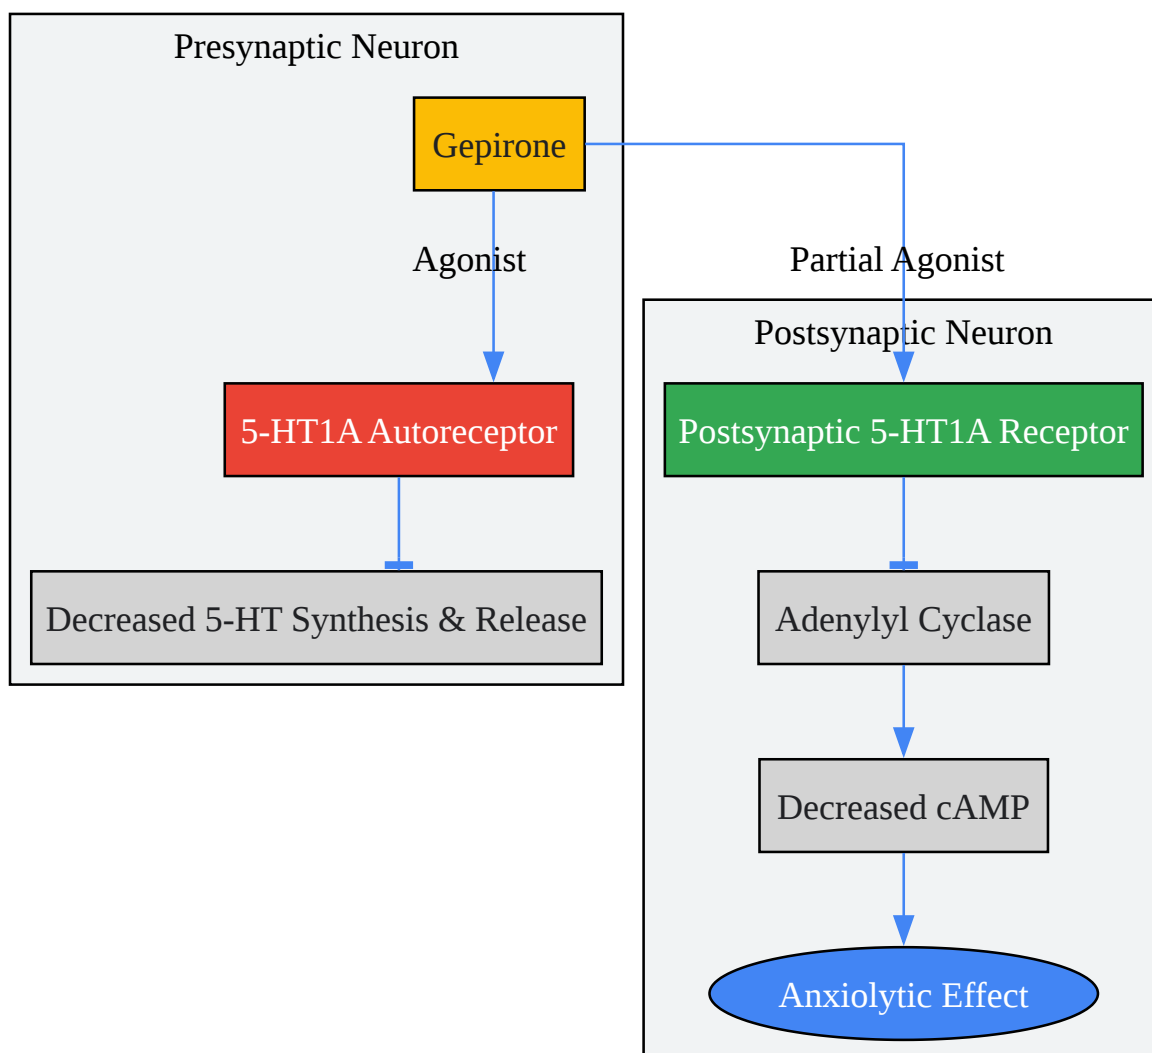 Presynaptic Neuron
Gepirone
Agonist
Partial Agonist
Postsynaptic Neuron
5-HT1A Autoreceptor
Postsynaptic 5-HT1A Receptor
Decreased 5-HT Synthesis & Release
Adenylyl Cyclase
Decreased cAMP
Anxiolytic Effect